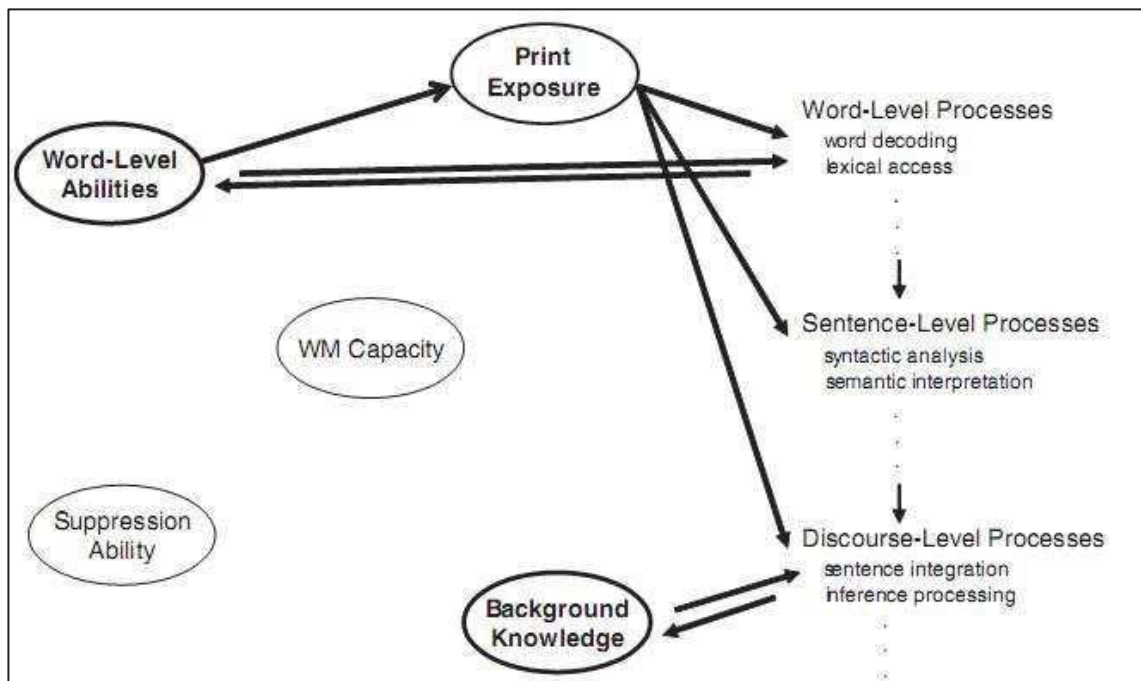 Print
Exposure
Word-Level Processes
word decoding
lexical access
Word-Level
Abilities
WM Capacity
Sentence-Level Processes
syntactic analysis
semantic interpretation
Suppression
Ability
Discourse-Level Processes
sentence integration
inference processing
Background
Knowledge